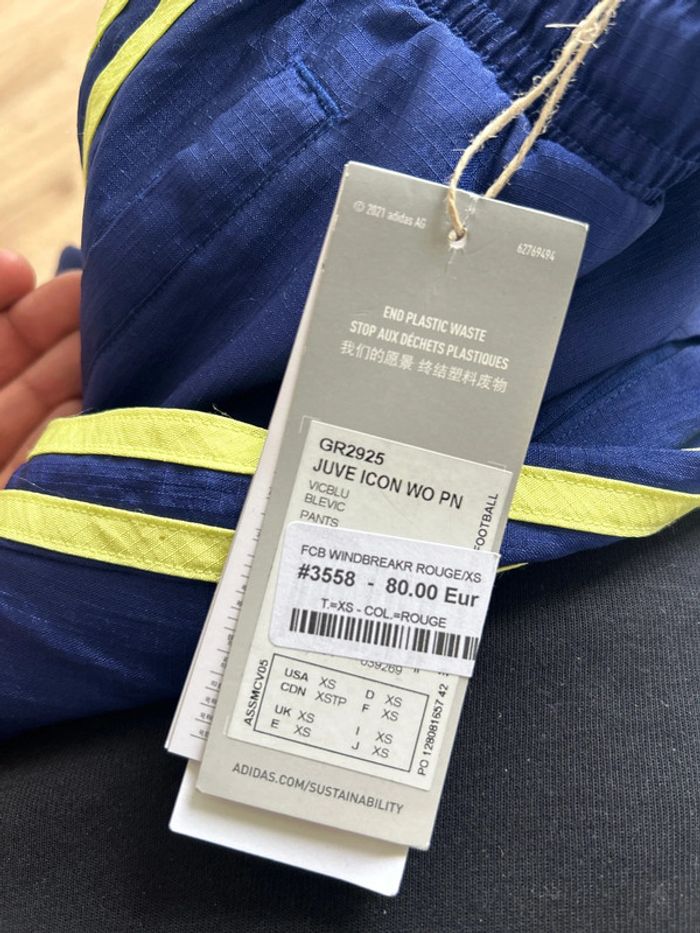 © 2021 adidas AG
62769494
END PLASTIC WASTE
STOP AUX DÉCHETS PLASTIQUES
我们的愿景 终结塑料废物
GR2925
JUVE ICON WO PN
VICBLU
BLEVIC
PANTS
FOOTBALL
FCB WINDBREAKR ROUGE/XS
#3558 - 80.00 Eur
T.=XS - COL.=ROUGE
039269
ASSMCV05
USA XS D XS
CDN XSTP F XS
UK XS I XS
E XS J XS
PO 128081657 42
ADIDAS.COM/SUSTAINABILITY